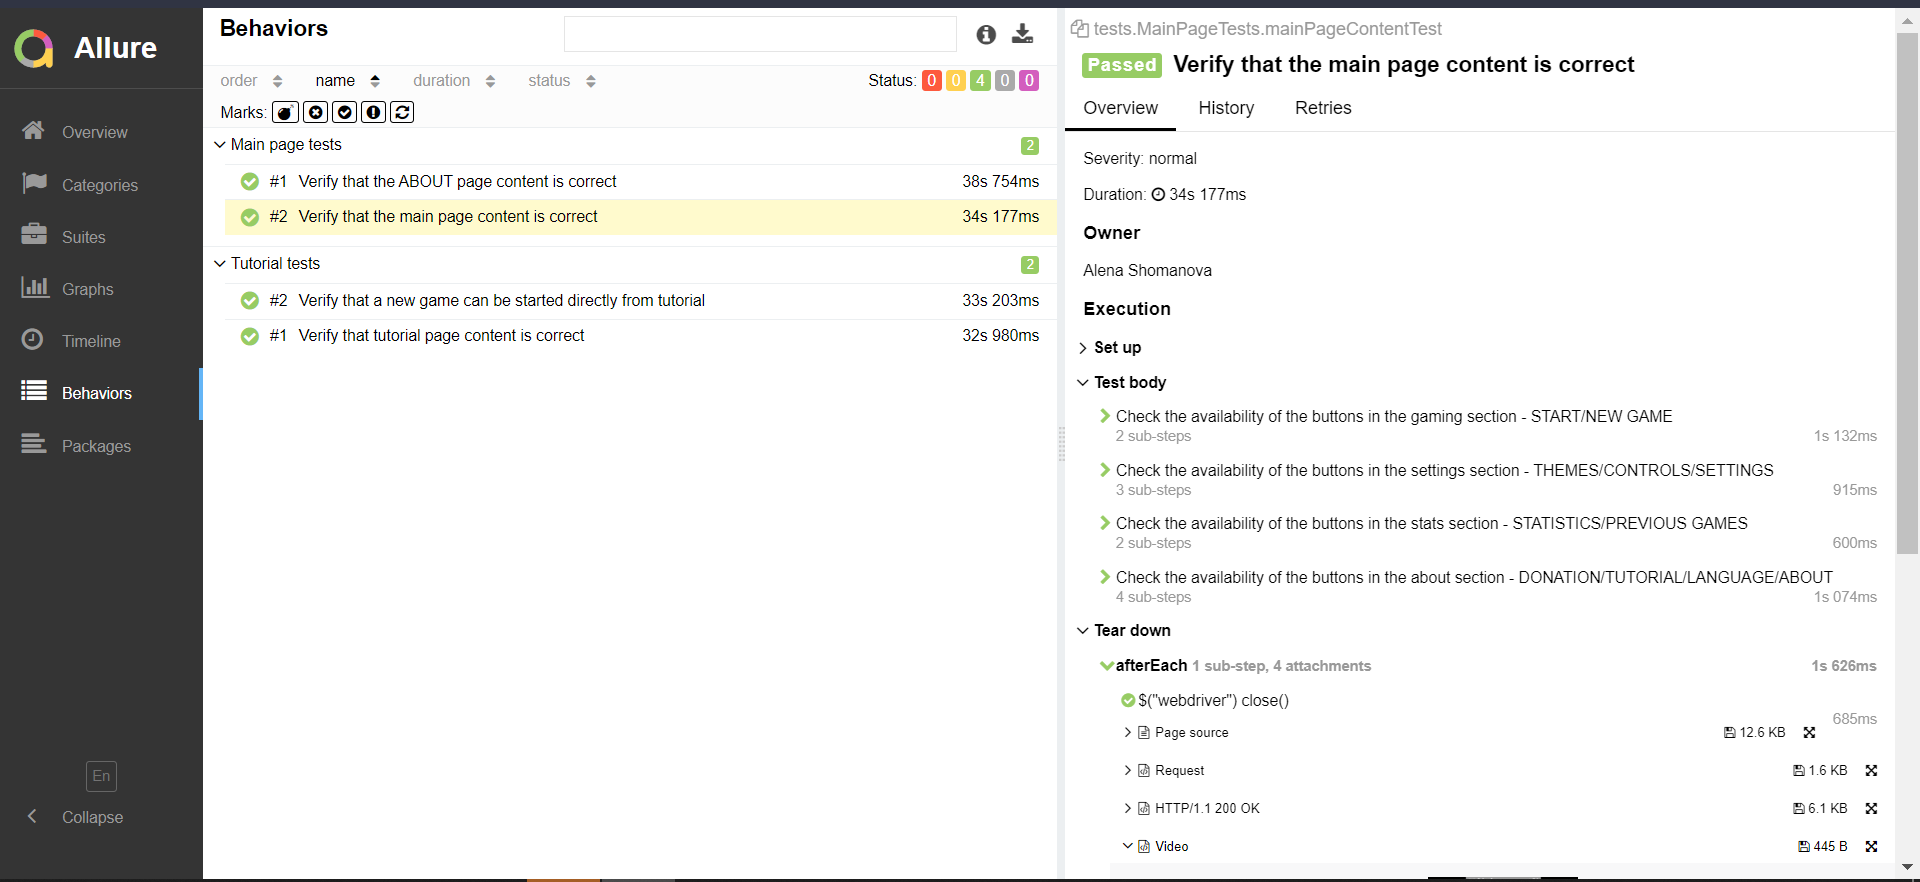 Allure
Overview
Categories
Suites
Graphs
Timeline
Behaviors
Packages
En
Collapse
Behaviors
order name duration status Status: 0 0 4 0 0
Marks:
Main page tests 2
#1 Verify that the ABOUT page content is correct 38s 754ms
#2 Verify that the main page content is correct 34s 177ms
Tutorial tests 2
#2 Verify that a new game can be started directly from tutorial 33s 203ms
#1 Verify that tutorial page content is correct 32s 980ms
tests.MainPageTests.mainPageContentTest
Passed Verify that the main page content is correct
Overview History Retries
Severity: normal
Duration: 34s 177ms
Owner
Alena Shomanova
Execution
Set up
Test body
Check the availability of the buttons in the gaming section - START/NEW GAME
2 sub-steps 1s 132ms
Check the availability of the buttons in the settings section - THEMES/CONTROLS/SETTINGS
3 sub-steps 915ms
Check the availability of the buttons in the stats section - STATISTICS/PREVIOUS GAMES
2 sub-steps 600ms
Check the availability of the buttons in the about section - DONATION/TUTORIAL/LANGUAGE/ABOUT
4 sub-steps 1s 074ms
Tear down
afterEach 1 sub-step, 4 attachments 1s 626ms
$("webdriver") close()
685ms
Page source 12.6 KB
Request 1.6 KB
HTTP/1.1 200 OK 6.1 KB
Video 445 B